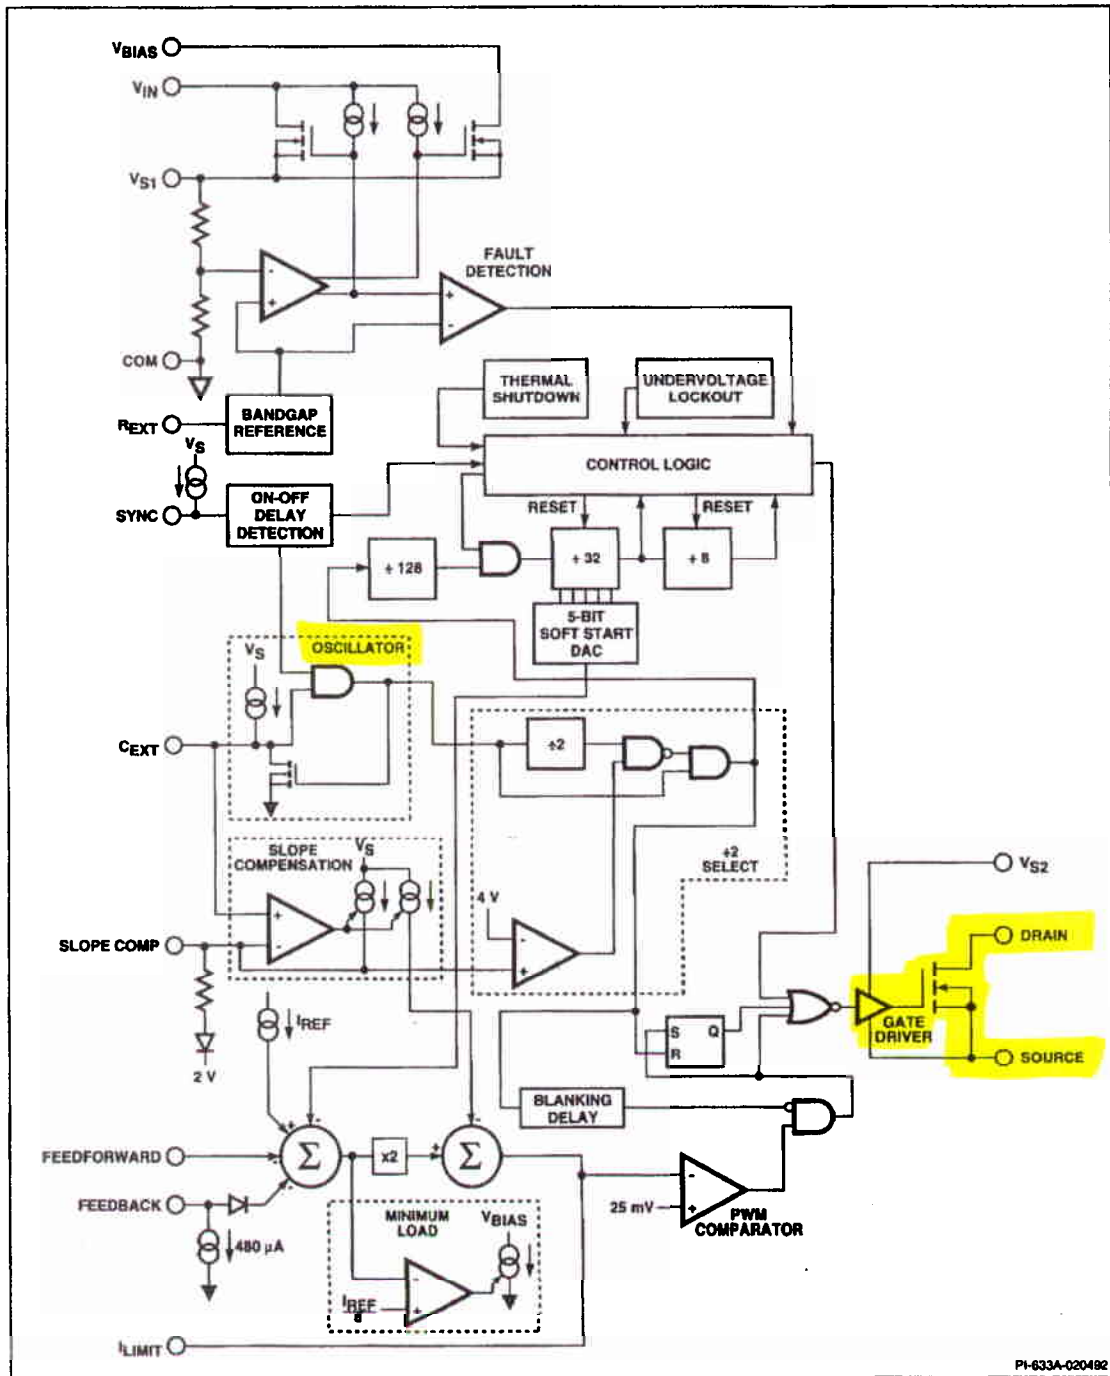 VBIAS
VIN
VS1
FAULT
DETECTION
-
+
+
-
COM
THERMAL
SHUTDOWN
UNDERVOLTAGE
LOCKOUT
REXT
BANDGAP
REFERENCE
VS
CONTROL LOGIC
SYNC
ON-OFF
DELAY
DETECTION
RESET
RESET
÷ 128
÷ 32
÷ 8
5-BIT
SOFT START
DAC
OSCILLATOR
VS
CEXT
÷2
SLOPE
COMPENSATION
VS
÷2
SELECT
VS2
4 V
+
-
-
+
SLOPE COMP
DRAIN
GATE
DRIVER
S
Q
R
IREF
2 V
SOURCE
BLANKING
DELAY
+
-
-
-
-
+
Σ
x2
Σ
FEEDFORWARD
FEEDBACK
480 µA
MINIMUM
LOAD
VBIAS
25 mV
-
+
PWM
COMPARATOR
-
+
IREF
8
ILIMIT
PI-633A-020492